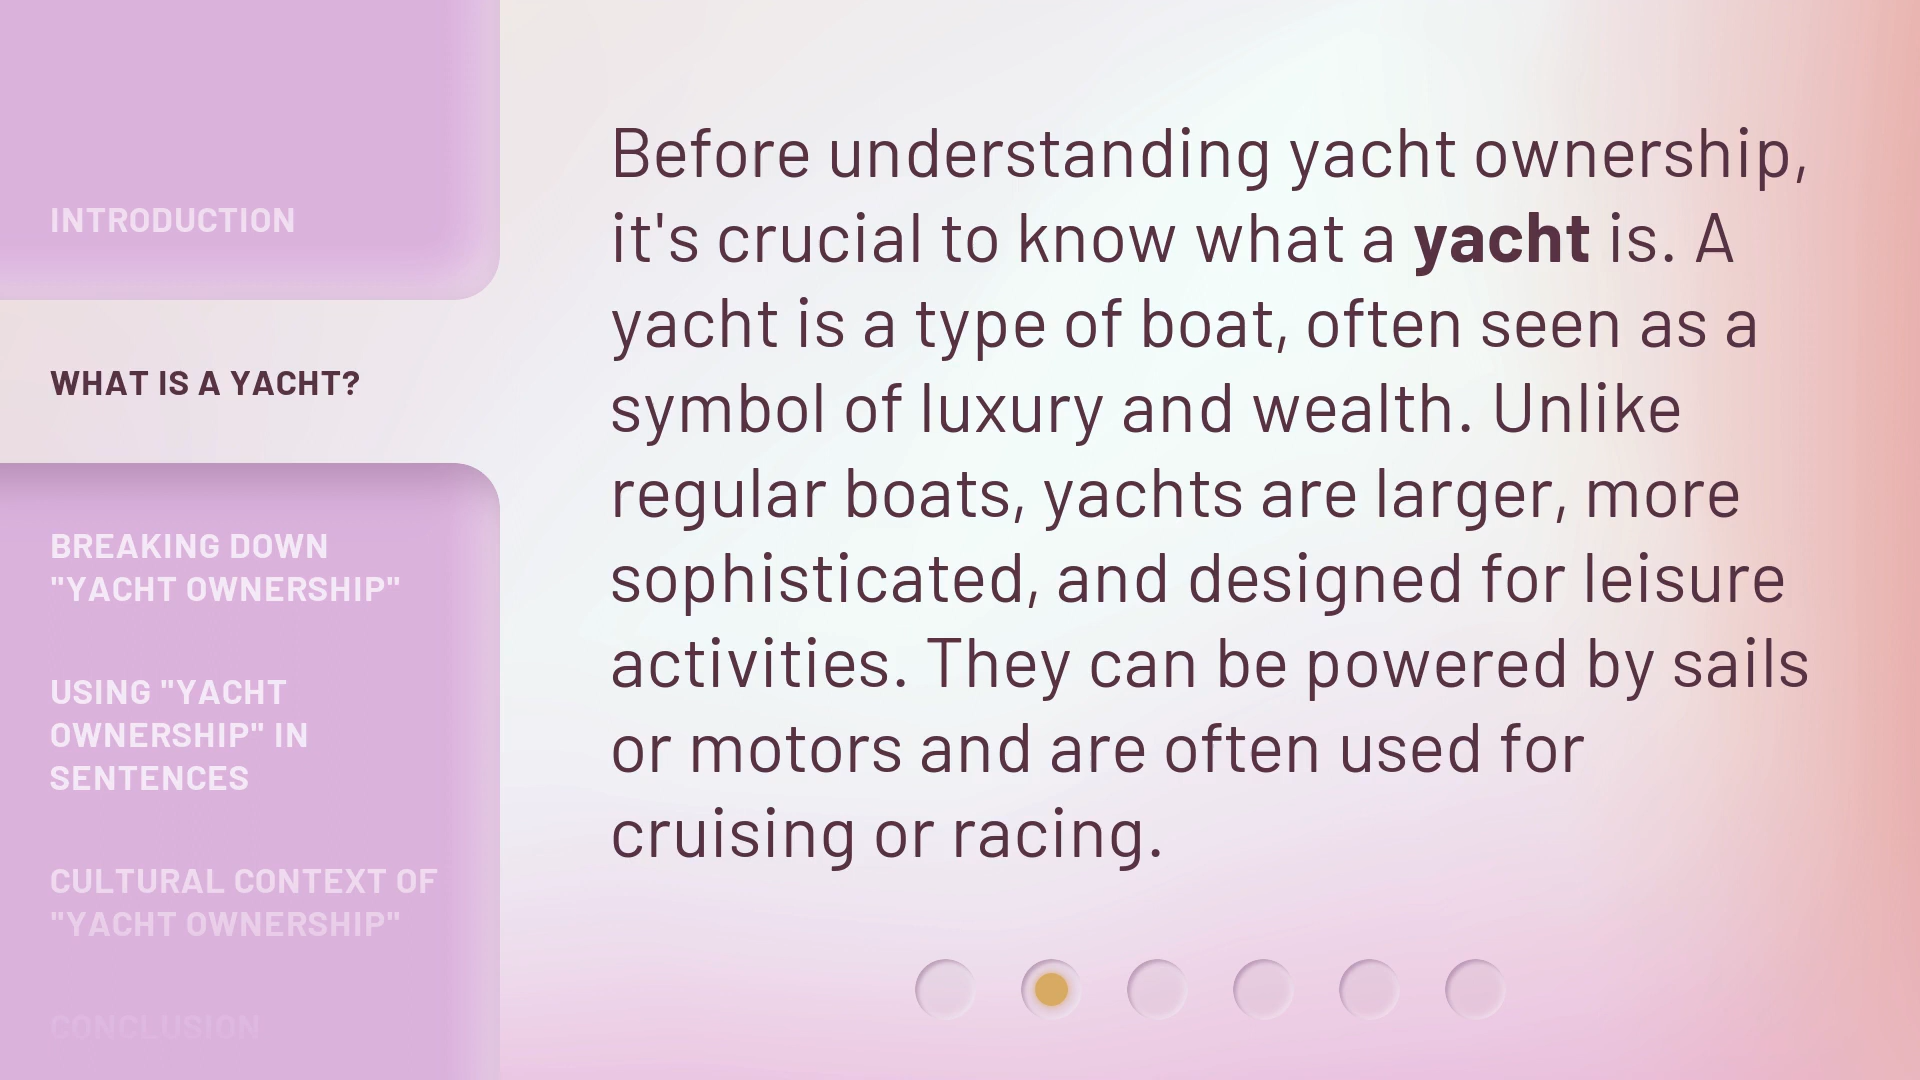 INTRODUCTION
WHAT IS A YACHT?
BREAKING DOWN
"YACHT OWNERSHIP"
USING "YACHT
OWNERSHIP" IN
SENTENCES
CULTURAL CONTEXT OF
"YACHT OWNERSHIP"
CONCLUSION
Before understanding yacht ownership,
it's crucial to know what a yacht is. A
yacht is a type of boat, often seen as a
symbol of luxury and wealth. Unlike
regular boats, yachts are larger, more
sophisticated, and designed for leisure
activities. They can be powered by sails
or motors and are often used for
cruising or racing.